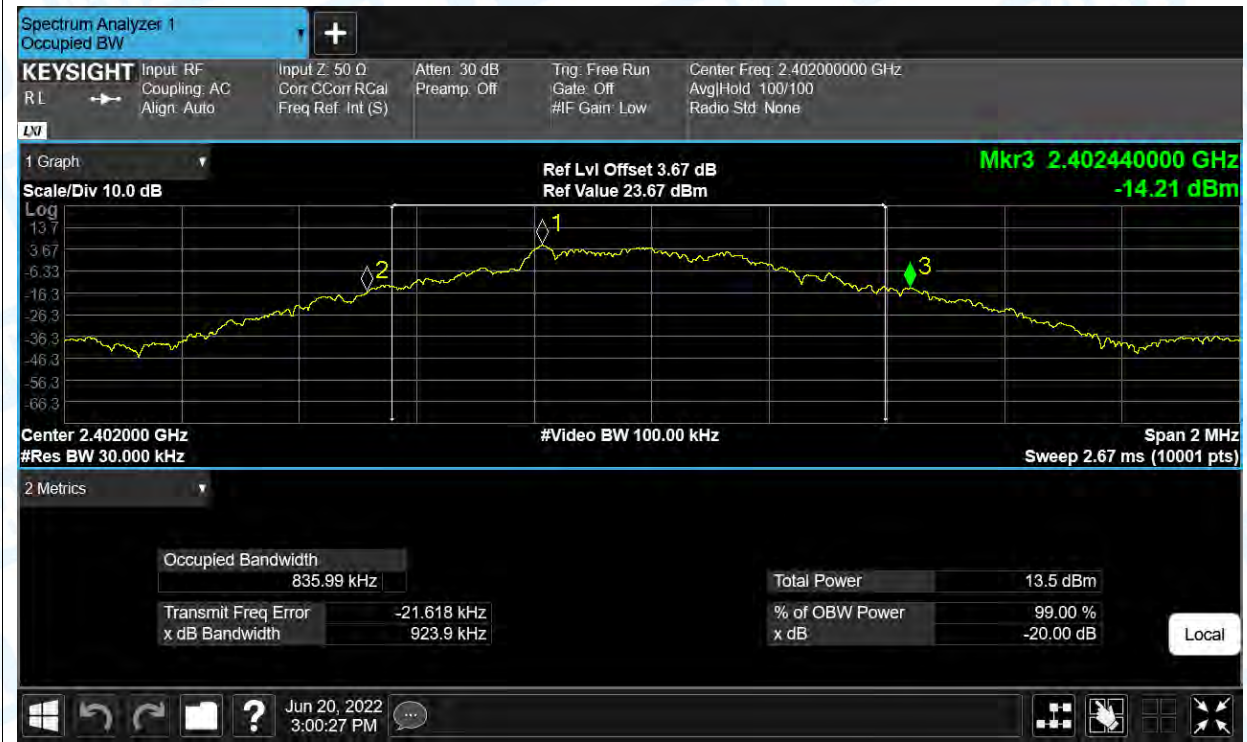 Spectrum Analyzer 1
Occupied BW
+
KEYSIGHT Input: RF Input Z: 50 Ω Atten: 30 dB Trig: Free Run Center Freq: 2.402000000 GHz
R L Coupling: AC Corr CCorr RCal Preamp: Off Gate: Off Avg|Hold: 100/100
Align: Auto Freq Ref: Int (S) #IF Gain: Low Radio Std: None
LXI
1 Graph
Ref Lvl Offset 3.67 dB Mkr3 2.402440000 GHz
Scale/Div 10.0 dB Ref Value 23.67 dBm -14.21 dBm
Log
13.7
3.67
-6.33
-16.3
-26.3
-36.3
-46.3
-56.3
-66.3
1
2
3
Center 2.402000 GHz #Video BW 100.00 kHz Span 2 MHz
#Res BW 30.000 kHz Sweep 2.67 ms (10001 pts)
2 Metrics
Occupied Bandwidth
835.99 kHz Total Power 13.5 dBm
Transmit Freq Error -21.618 kHz % of OBW Power 99.00 %
x dB Bandwidth 923.9 kHz x dB -20.00 dB
Local
? Jun 20, 2022
3:00:27 PM